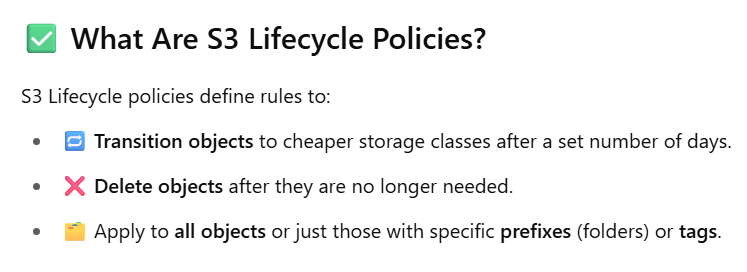 ✅ What Are S3 Lifecycle Policies?
S3 Lifecycle policies define rules to:
• 🔁 Transition objects to cheaper storage classes after a set number of days.
• ❌ Delete objects after they are no longer needed.
• 🗂️ Apply to all objects or just those with specific prefixes (folders) or tags.